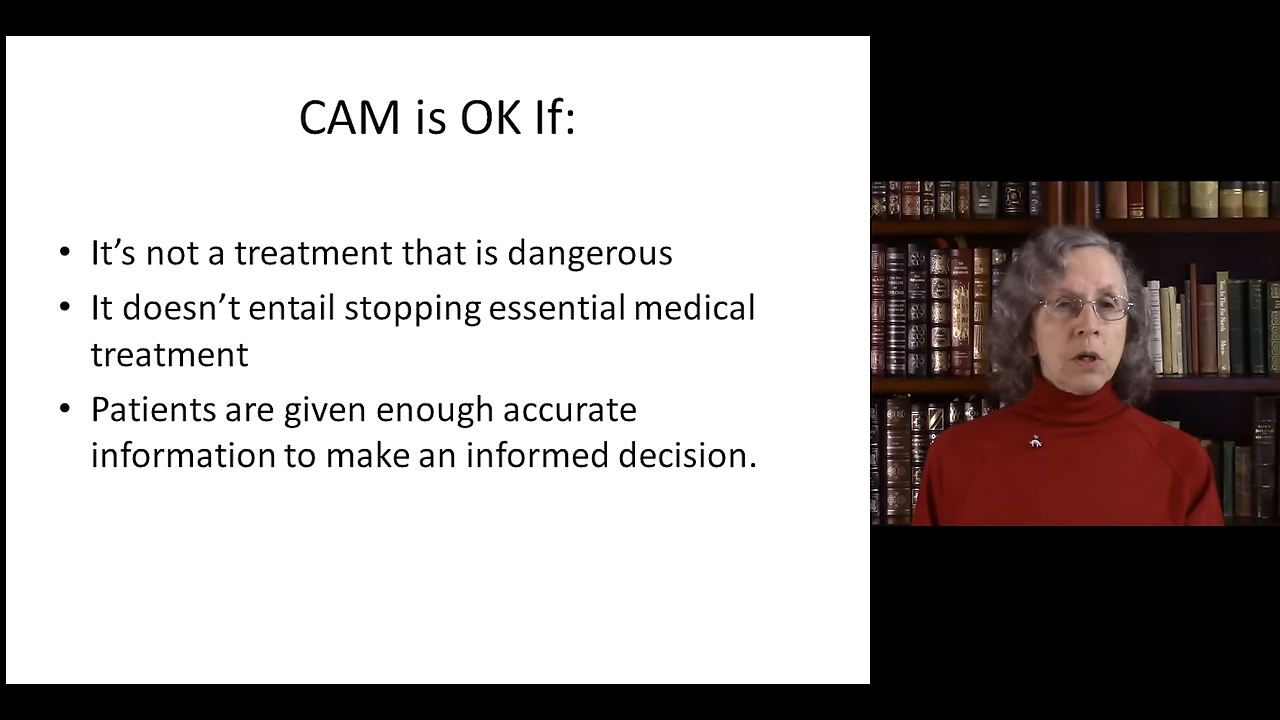 CAM is OK If:
• It's not a treatment that is dangerous
• It doesn't entail stopping essential medical
treatment
• Patients are given enough accurate
information to make an informed decision.